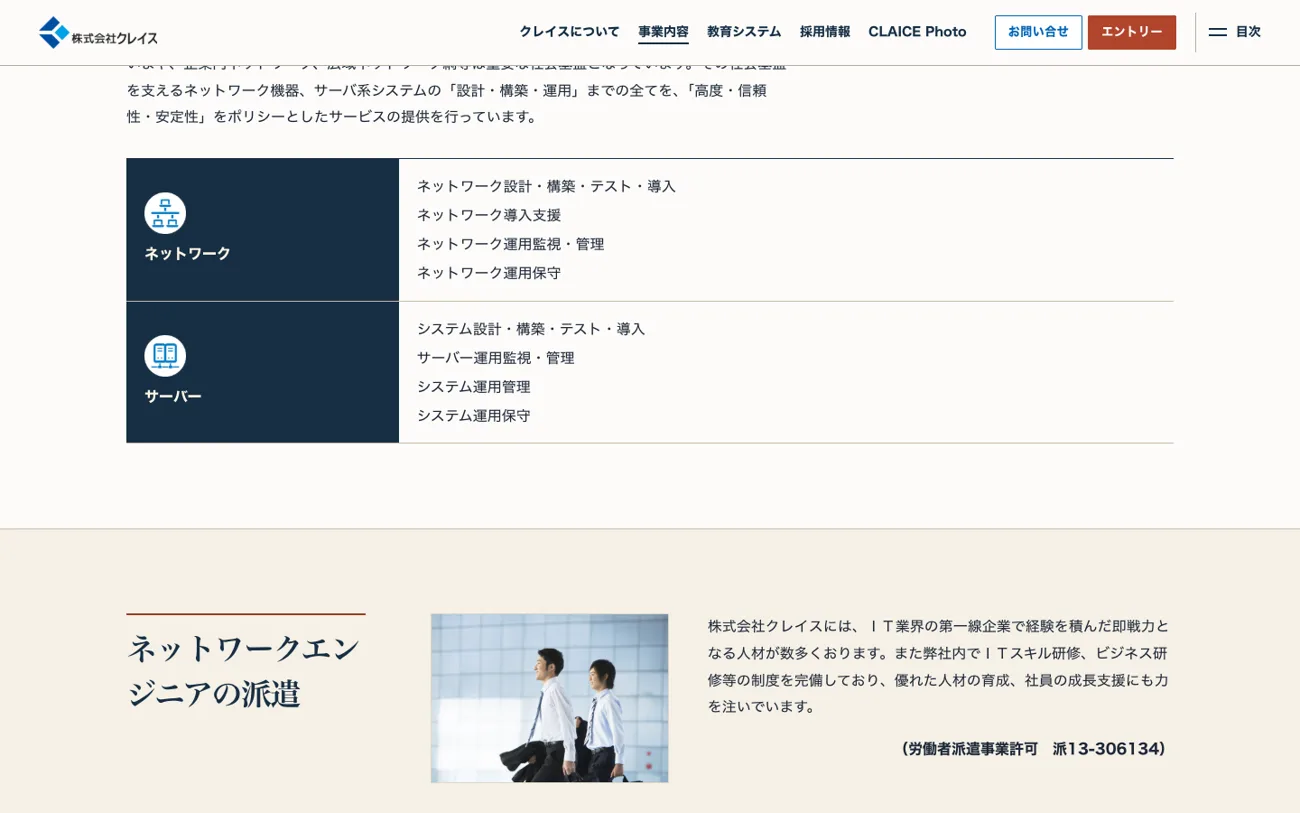 株式会社クレイス
クレイスについて
事業内容
教育システム
採用情報
CLAICE Photo
お問い合せ
エントリー
目次
を支えるネットワーク機器、サーバ系システムの「設計・構築・運用」までの全てを、「高度・信頼
性・安定性」をポリシーとしたサービスの提供を行っています。
ネットワーク
ネットワーク設計・構築・テスト・導入
ネットワーク導入支援
ネットワーク運用監視・管理
ネットワーク運用保守
サーバー
システム設計・構築・テスト・導入
サーバー運用監視・管理
システム運用管理
システム運用保守
ネットワークエン
ジニアの派遣
株式会社クレイスには、ＩＴ業界の第一線企業で経験を積んだ即戦力と
なる人材が数多くおります。また弊社内でＩＴスキル研修、ビジネス研
修等の制度を完備しており、優れた人材の育成、社員の成長支援にも力
を注いでいます。
（労働者派遣事業許可　派13-306134）